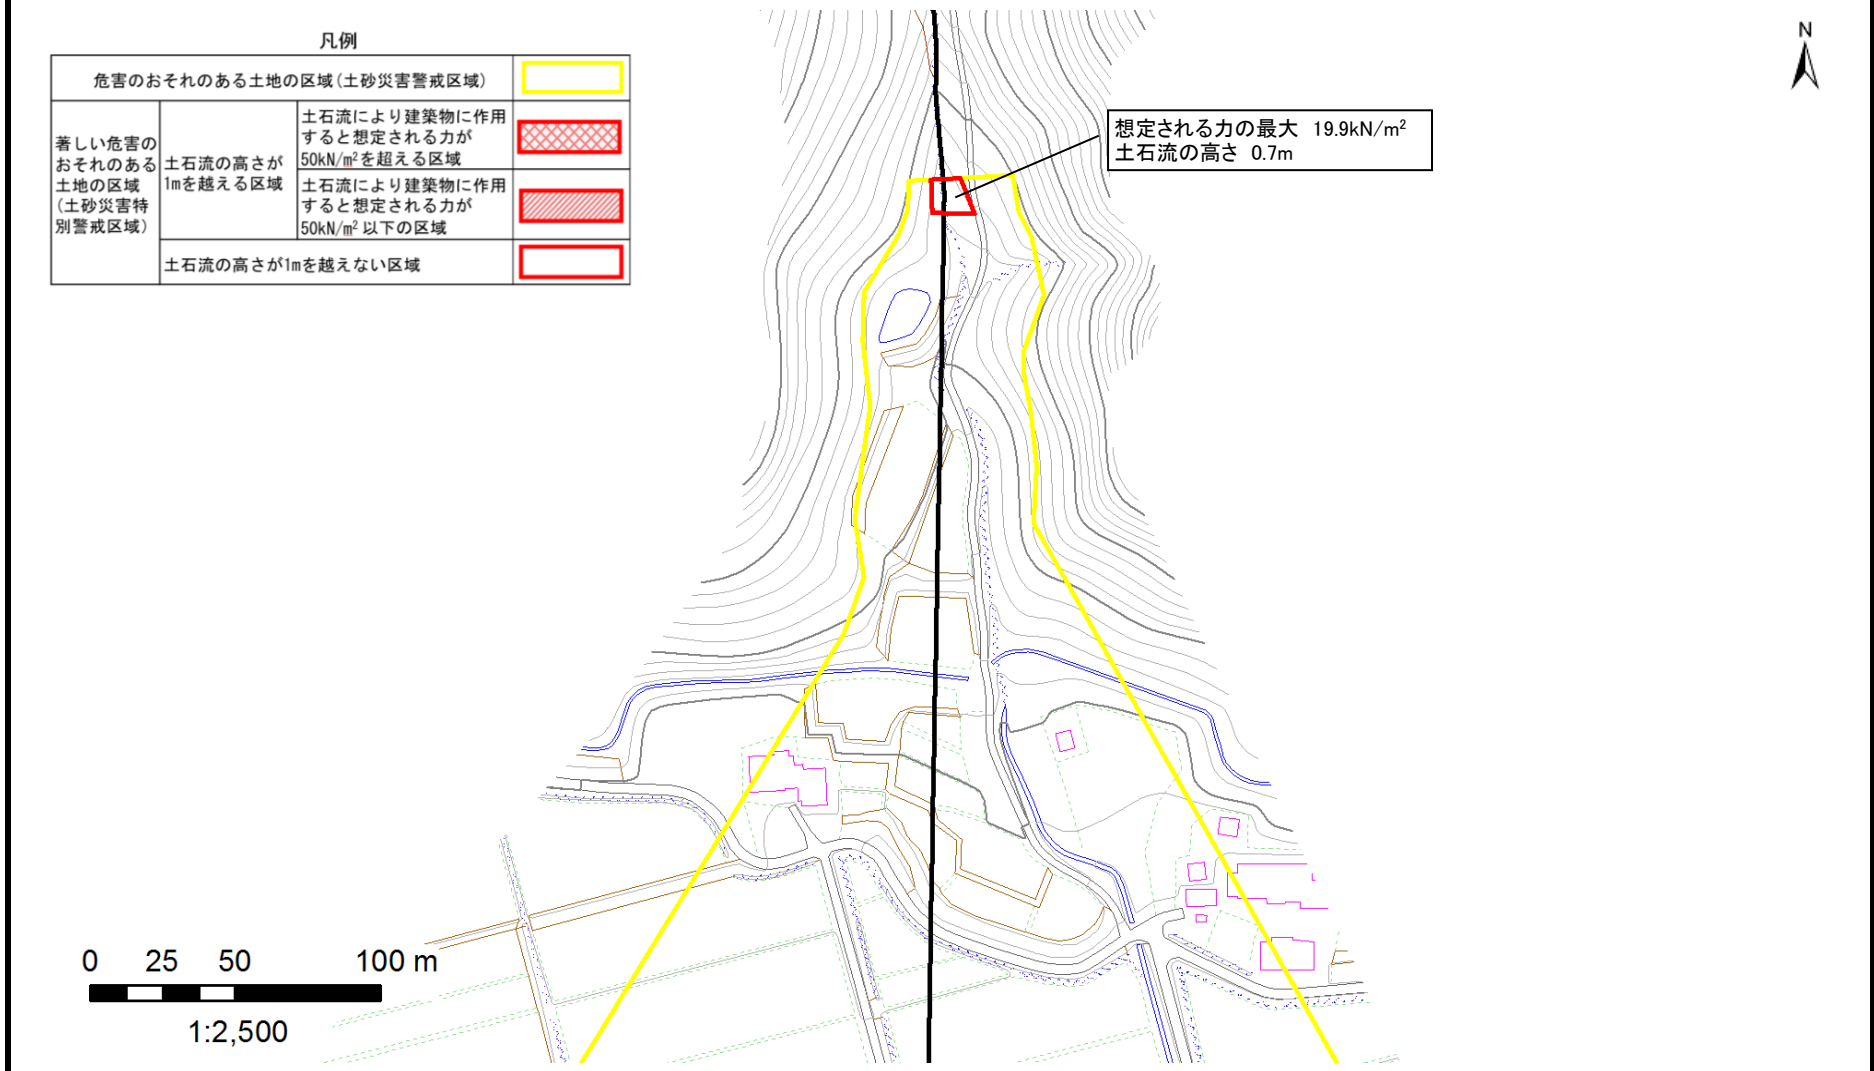 凡例
危害のおそれのある土地の区域(土砂災害警戒区域)
著しい危害の
おそれのある
土地の区域
(土砂災害特
別警戒区域)
土石流の高さが
1mを越える区域
土石流により建築物に作用
すると想定される力が
50kN/m²を超える区域
土石流により建築物に作用
すると想定される力が
50kN/m² 以下の区域
土石流の高さが1mを越えない区域
N
想定される力の最大 19.9kN/m²
土石流の高さ 0.7m
0 25 50 100 m
1:2,500